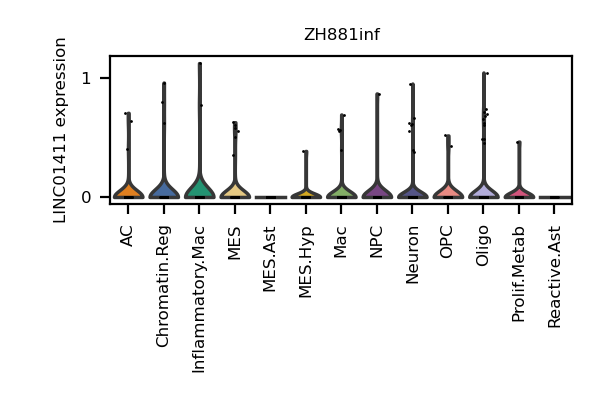 ZH881inf
LINC01411 expression
1
0
AC
Chromatin.Reg
Inflammatory.Mac
MES
MES.Ast
MES.Hyp
Mac
NPC
Neuron
OPC
Oligo
Prolif.Metab
Reactive.Ast